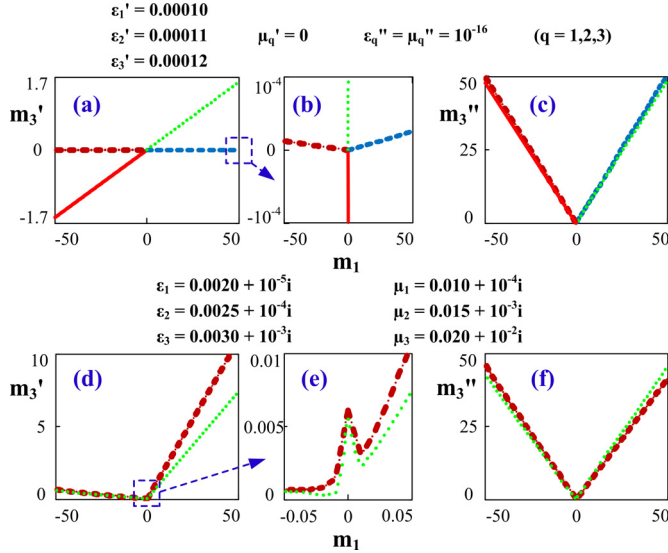 ε₁' = 0.00010
ε₂' = 0.00011 μq' = 0 εq'' = μq'' = 10⁻¹⁶ (q = 1,2,3)
ε₃' = 0.00012
(a) (b) (c)
m₃' m₃''
1.7 0 -1.7
10⁻⁴ 0 -10⁻⁴
50 25 0
-50 0 50 -50 0 50 -50 0 50
m₁ m₁
ε₁ = 0.0020 + 10⁻⁵i μ₁ = 0.010 + 10⁻⁴i
ε₂ = 0.0025 + 10⁻⁴i μ₂ = 0.015 + 10⁻³i
ε₃ = 0.0030 + 10⁻³i μ₃ = 0.020 + 10⁻²i
(d) (e) (f)
m₃' m₃''
10 5 0
0.01 0.005 0
50 25 0
-50 0 50 -0.05 0 0.05 -50 0 50
m₁ m₁